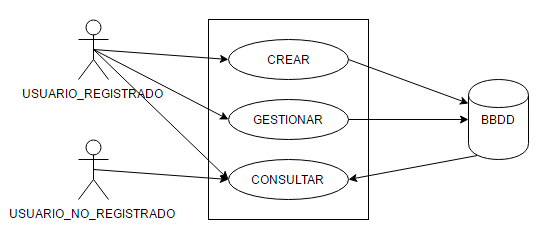 CREAR
USUARIO_REGISTRADO
GESTIONAR
BBDD
CONSULTAR
USUARIO_NO_REGISTRADO